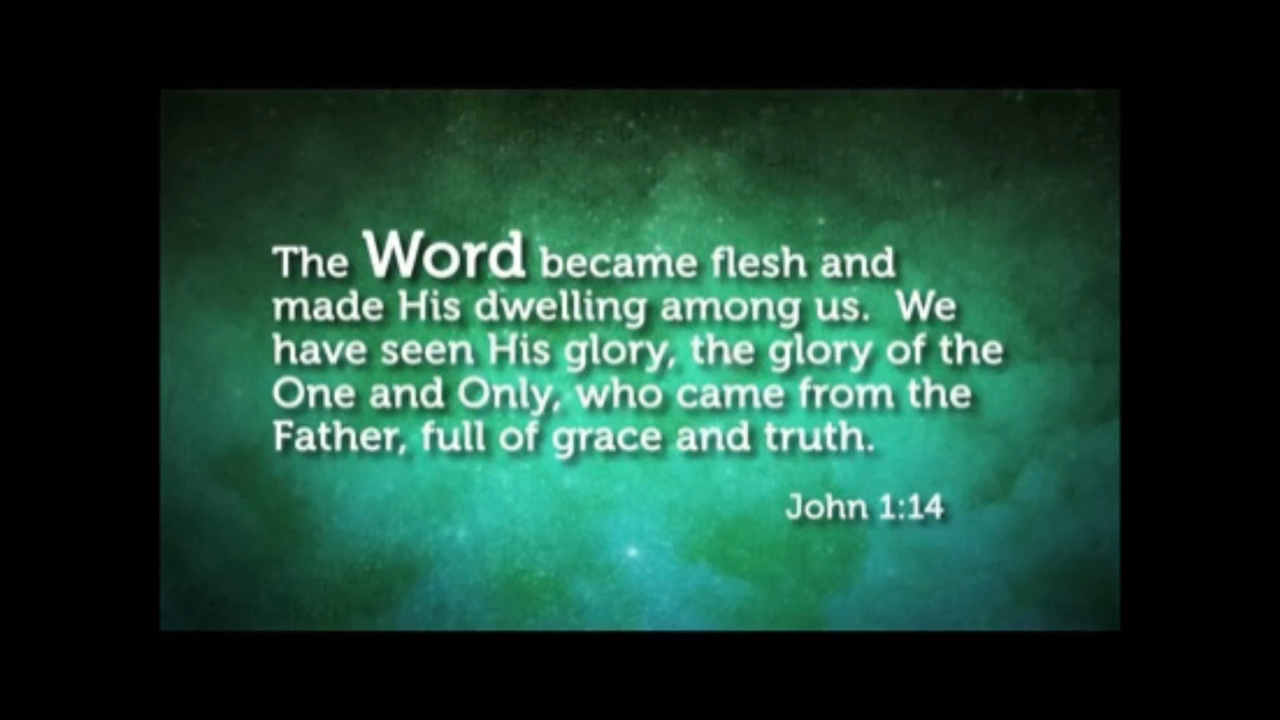 The Word became flesh and
made His dwelling among us. We
have seen His glory, the glory of the
One and Only, who came from the
Father, full of grace and truth.
John 1:14